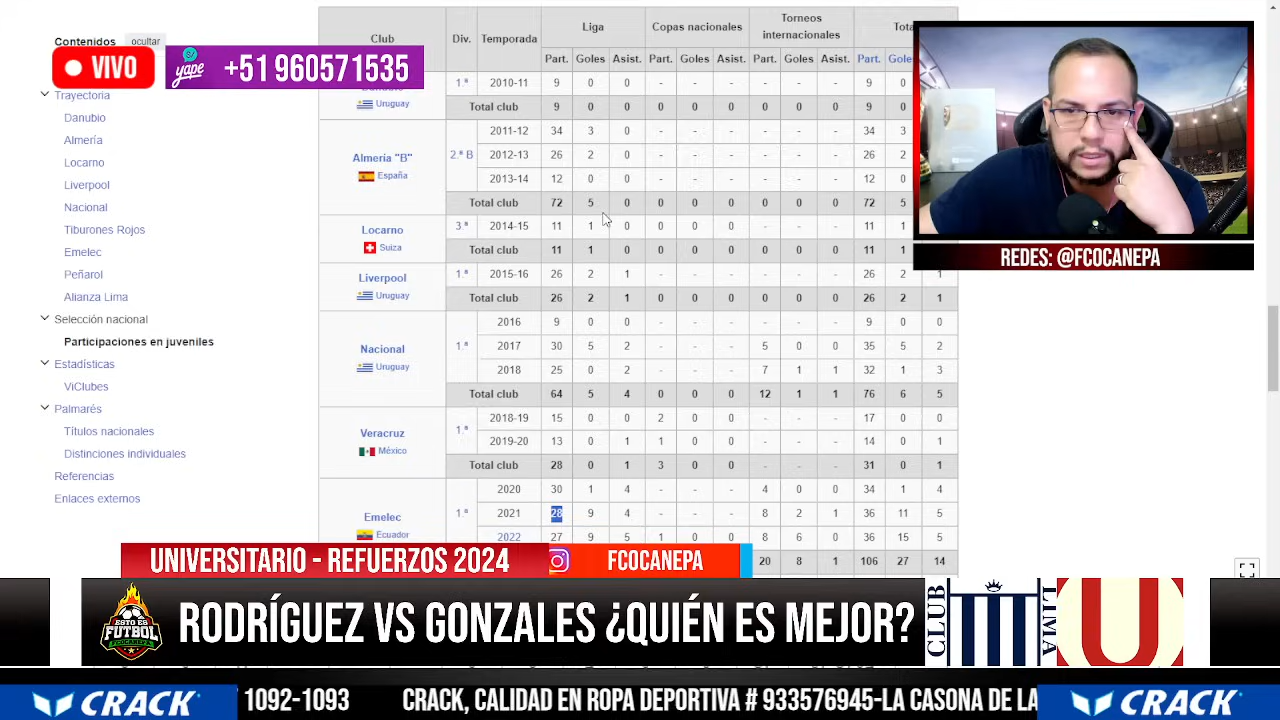 Contenidos ocultar
VIVO
yape
+51 960571535
Trayectoria
Danubio
Almería
Locarno
Liverpool
Nacional
Tiburones Rojos
Emelec
Peñarol
Alianza Lima
Selección nacional
Participaciones en juveniles
Estadísticas
ViClubes
Palmarés
Títulos nacionales
Distinciones individuales
Referencias
Enlaces externos
Club Div. Temporada Liga Copas nacionales Torneos internacionales
Part. Goles Asist. Part. Goles Asist. Part. Goles Asist. Part.
Uruguay 1.ª 2010-11 9 0 0 - - - - - - 9 0
Total club 9 0 0 0 0 0 0 0 0 9 0
Almería "B" España 2.ª B 2011-12 34 3 0 - - - - - - 34 3
2012-13 26 2 0 - - - - - - 26 2
2013-14 12 0 0 - - - - - - 12 0
Total club 72 5 0 0 0 0 0 0 0 72 5
Locarno Suiza 3.ª 2014-15 11 1 0 0 0 0 0 0 0 11 1
Total club 11 1 0 0 0 0 0 0 0 11 1
Liverpool Uruguay 1.ª 2015-16 26 2 1 - - - - - - 26 2 1
Total club 26 2 1 0 0 0 0 0 0 26 2 1
Nacional Uruguay 1.ª 2016 9 0 0 - - - - - - 9 0 0
2017 30 5 2 - - - 5 0 0 35 5 2
2018 25 0 2 - - - 7 1 1 32 1 3
Total club 64 5 4 0 0 0 12 1 1 76 6 5
Veracruz México 1.ª 2018-19 15 0 0 2 - - - - - 17 0 0
2019-20 13 0 1 1 - - - - - 14 0 1
Total club 28 0 1 3 0 0 - - - 31 0 1
Emelec Ecuador 1.ª 2020 30 1 4 - - - 4 0 0 34 1 4
2021 28 9 4 - - - 8 2 1 36 11 5
2022 27 9 5 1 0 0 8 6 0 36 15 5
20 8 1 106 27 14
REDES: @FCOCANEPA
UNIVERSITARIO - REFUERZOS 2024
FCOCANEPA
ESTO ES
FUTBOL
FCOCANEPA
RODRÍGUEZ VS GONZALES ¿QUIÉN ES MEJOR?
CLUB
LIMA
U
CRACK
1092-1093
CRACK, CALIDAD EN ROPA DEPORTIVA # 933576945-LA CASONA DE LA
CRACK